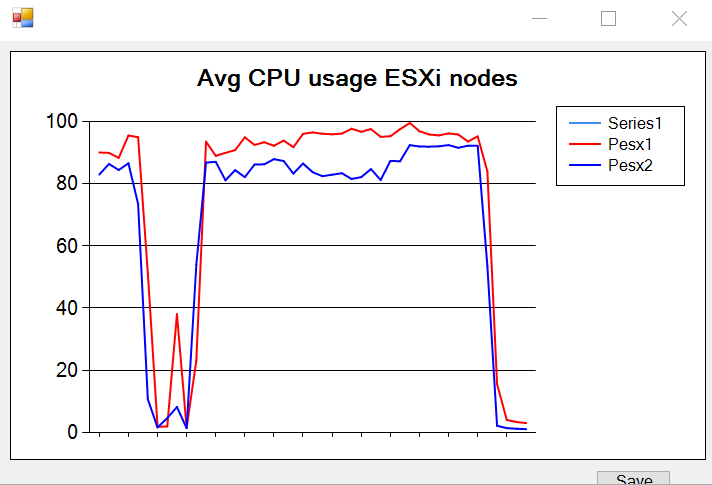 Avg CPU usage ESXi nodes
100
80
60
40
20
0
Series1
Pesx1
Pesx2
Save